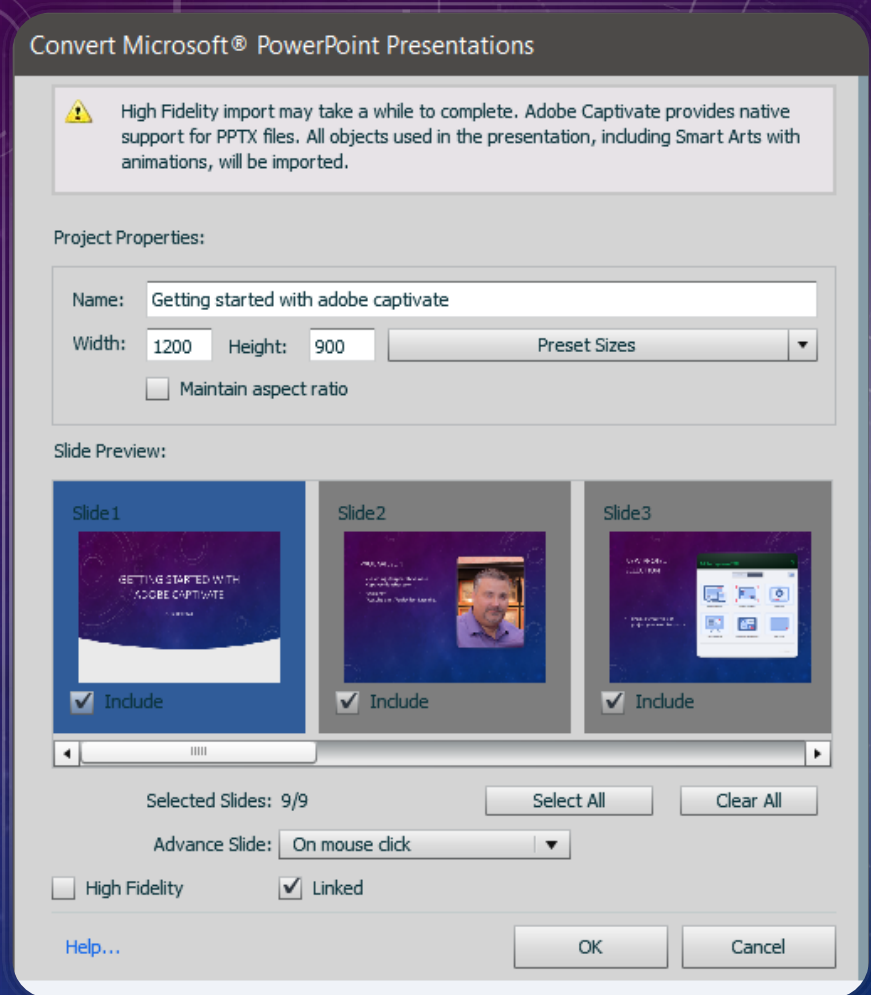 Convert Microsoft® PowerPoint Presentations
High Fidelity import may take a while to complete. Adobe Captivate provides native
support for PPTX files. All objects used in the presentation, including Smart Arts with
animations, will be imported.
Project Properties:
Name: Getting started with adobe captivate
Width: 1200 Height: 900 Preset Sizes
Maintain aspect ratio
Slide Preview:
Slide1 Slide2 Slide3
GETTING STARTED WITH
ADOBE CAPTIVATE
Include Include Include
Selected Slides: 9/9 Select All Clear All
Advance Slide: On mouse click
High Fidelity Linked
Help... OK Cancel